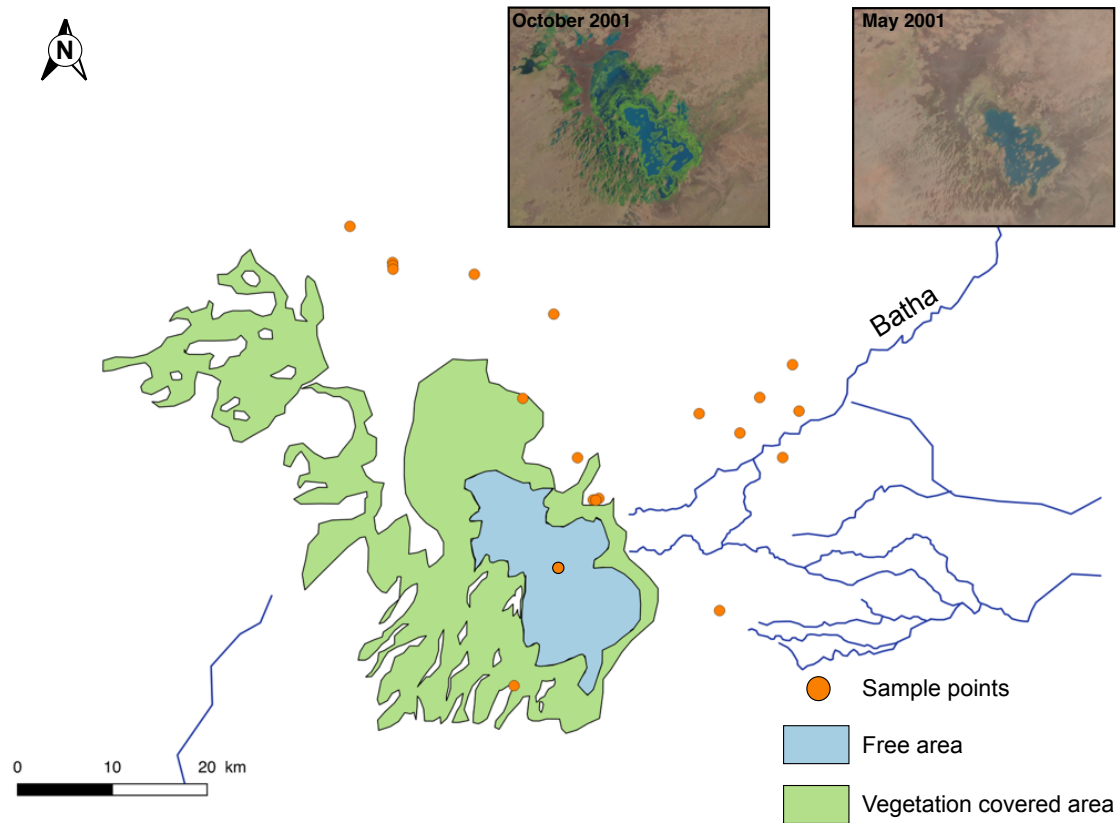 October 2001
May 2001
N
Batha
Sample points
Free area
Vegetation covered area
0 10 20 km